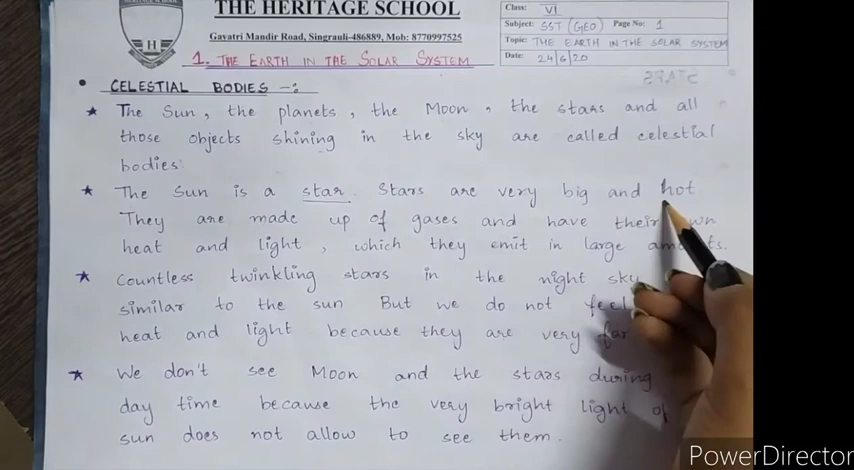 THE HERITAGE SCHOOL
Gayatri Mandir Road, Singrauli-486889, Mob: 8770997525
Class: VI
Subject: SST (GEO) Page No: 1
Topic: THE EARTH IN THE SOLAR SYSTEM
Date: 24/6/20
H
1. THE EARTH IN THE SOLAR SYSTEM
• CELESTIAL BODIES -:
★ The Sun, the planets, the Moon, the stars and all
those objects shining in the sky are called celestial
bodies.
★ The Sun is a star. Stars are very big and hot
They are made up of gases and have their
heat and light, which they emit in large
★ Countless twinkling stars in the night sky
similar to the sun But we do not feel
heat and light because they are very far
★ We don't see Moon and the stars during
day time because the very bright light of
sun does not allow to see them.
PowerDirector